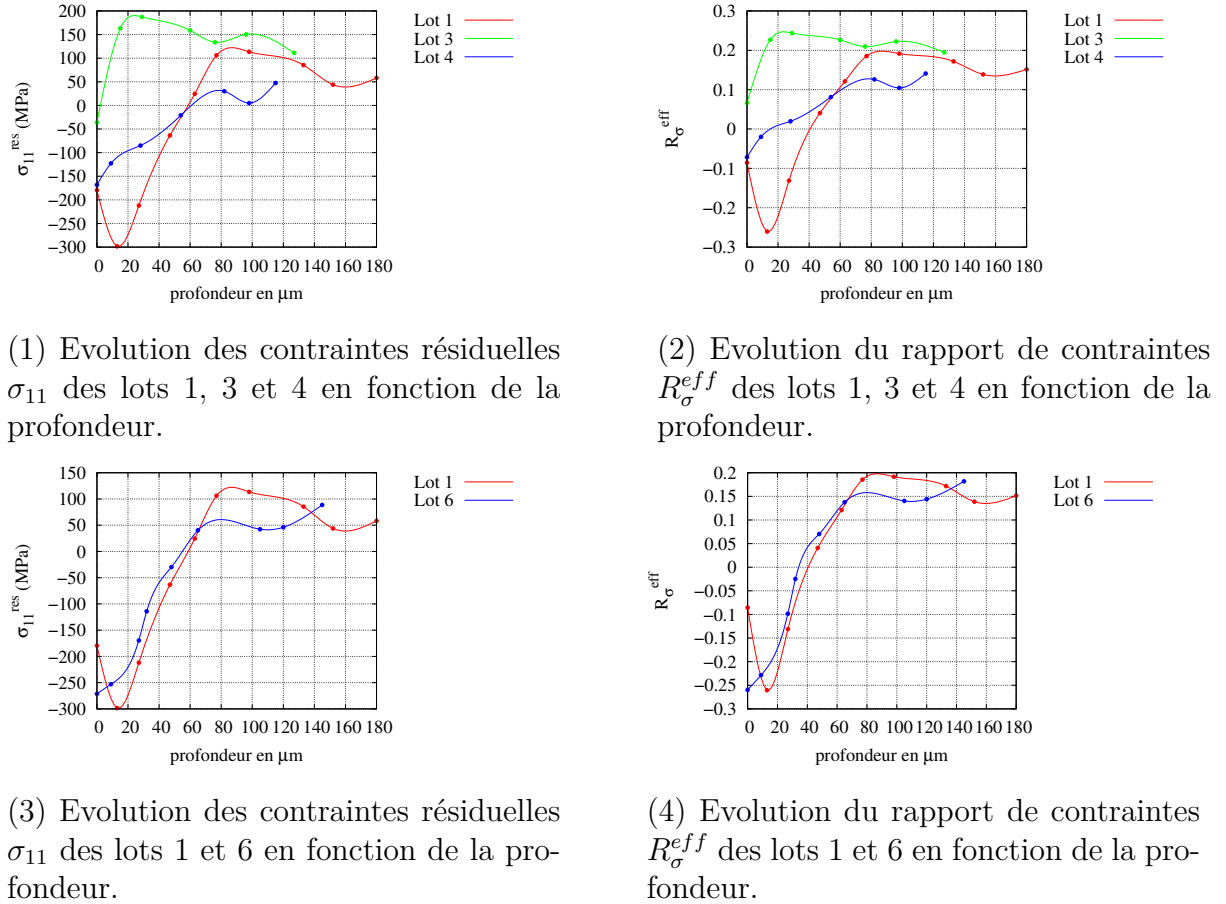 200
150
100
50
0
−50
−100
−150
−200
−250
−300
σ11^res (MPa)
0 20 40 60 80 100 120 140 160 180
profondeur en μm
Lot 1
Lot 3
Lot 4
0.3
0.2
0.1
0
−0.1
−0.2
−0.3
Rσ^eff
0 20 40 60 80 100 120 140 160 180
profondeur en μm
Lot 1
Lot 3
Lot 4
(1) Evolution des contraintes résiduelles
σ11 des lots 1, 3 et 4 en fonction de la
profondeur.
(2) Evolution du rapport de contraintes
Rσ^eff des lots 1, 3 et 4 en fonction de la
profondeur.
150
100
50
0
−50
−100
−150
−200
−250
−300
σ11^res (MPa)
0 20 40 60 80 100 120 140 160 180
profondeur en μm
Lot 1
Lot 6
0.2
0.15
0.1
0.05
0
−0.05
−0.1
−0.15
−0.2
−0.25
−0.3
Rσ^eff
0 20 40 60 80 100 120 140 160 180
profondeur en μm
Lot 1
Lot 6
(3) Evolution des contraintes résiduelles
σ11 des lots 1 et 6 en fonction de la pro-
fondeur.
(4) Evolution du rapport de contraintes
Rσ^eff des lots 1 et 6 en fonction de la pro-
fondeur.